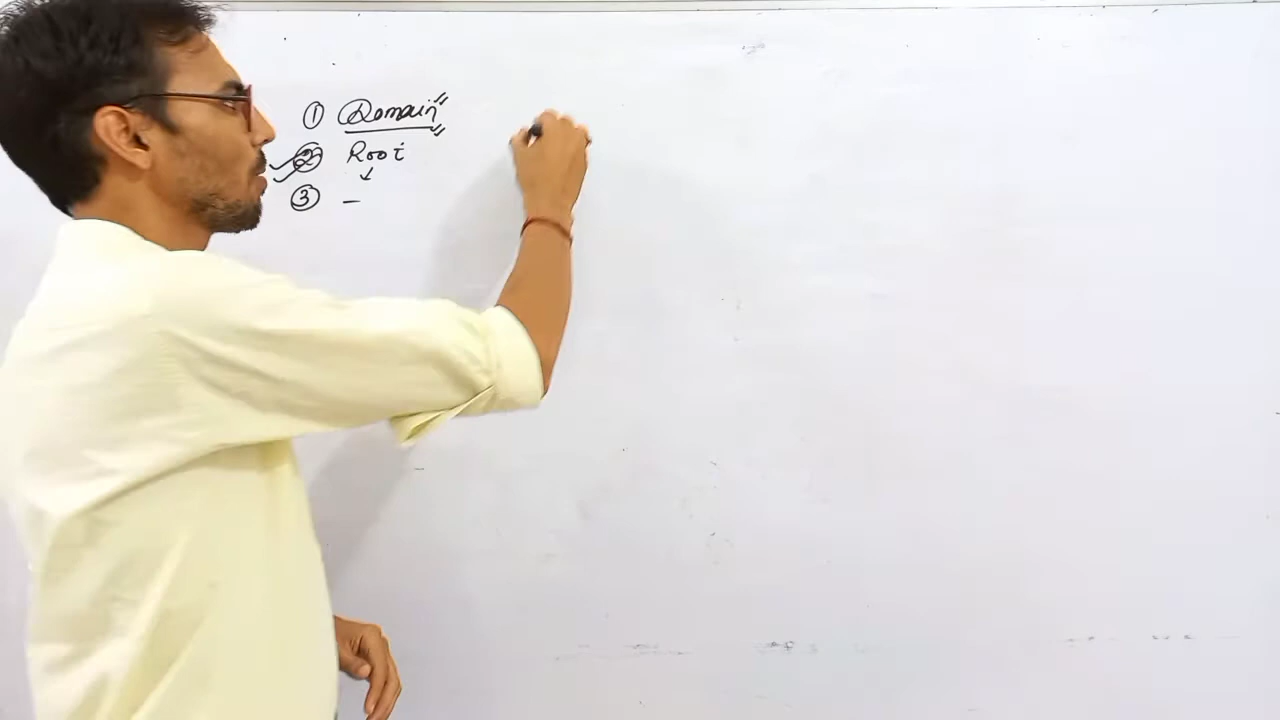 ① Domain"
② Root
↓
③ —